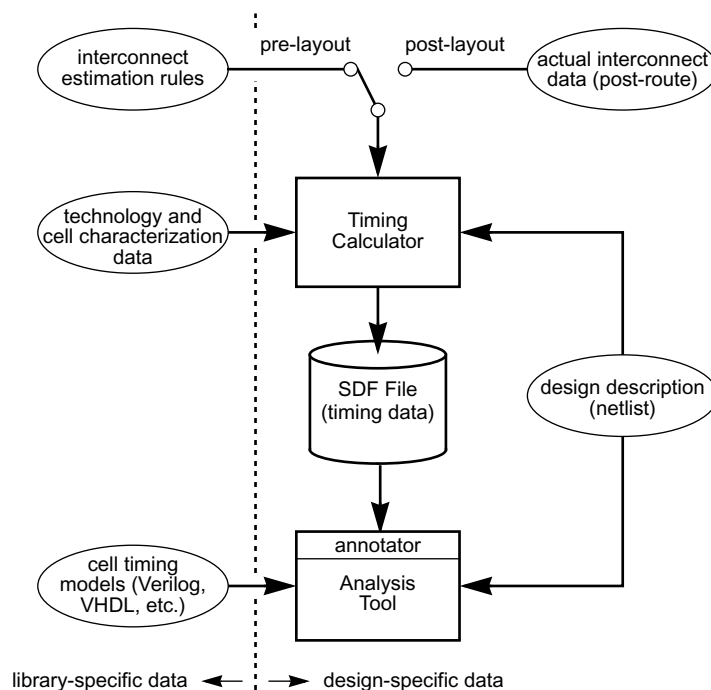 pre-layout
post-layout
interconnect
estimation rules
actual interconnect
data (post-route)
technology and
cell characterization
data
Timing
Calculator
SDF File
(timing data)
design description
(netlist)
annotator
cell timing
models (Verilog,
VHDL, etc.)
Analysis
Tool
library-specific data
design-specific data